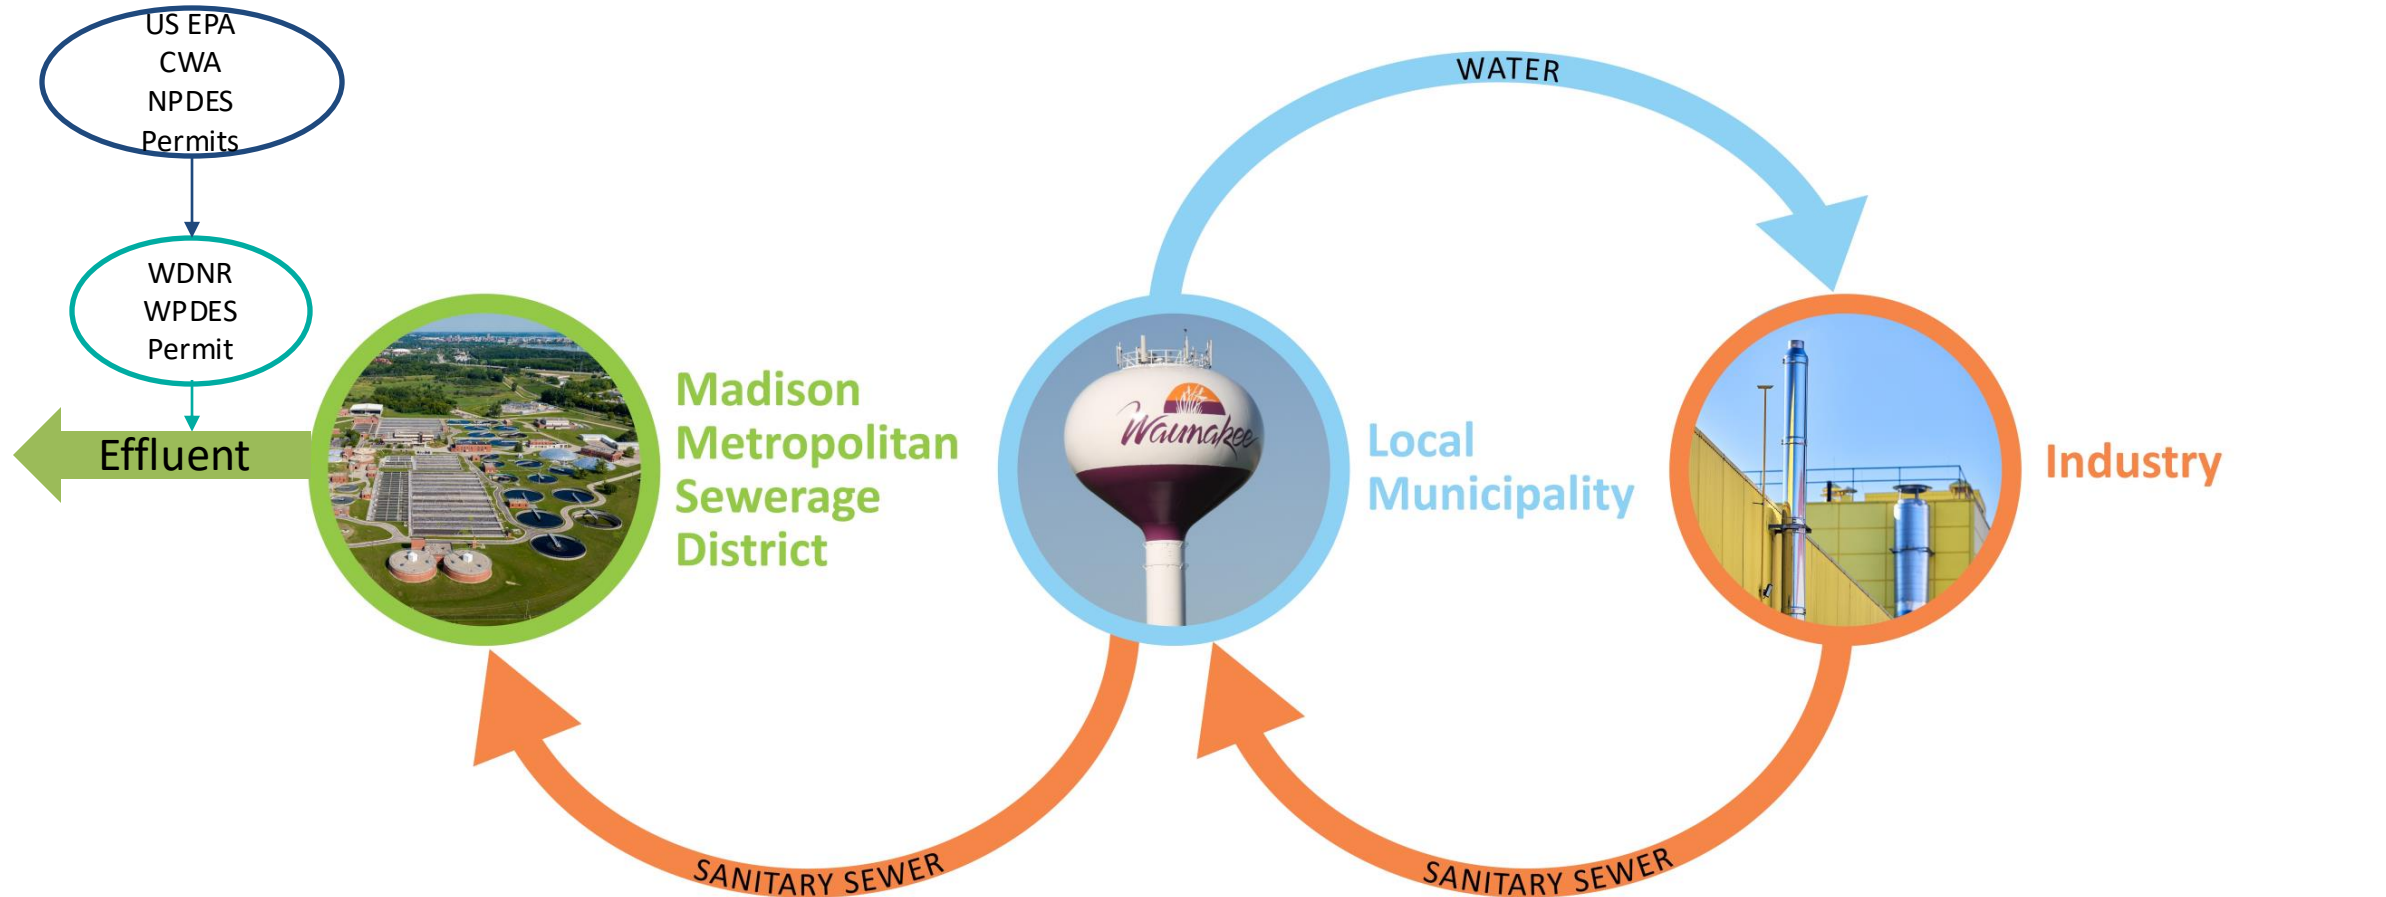 US EPA
CWA
NPDES
Permits
WATER
WDNR
WPDES
Permit
Effluent
Madison
Metropolitan
Sewerage
District
Waunakee
Local
Municipality
Industry
SANITARY SEWER
SANITARY SEWER